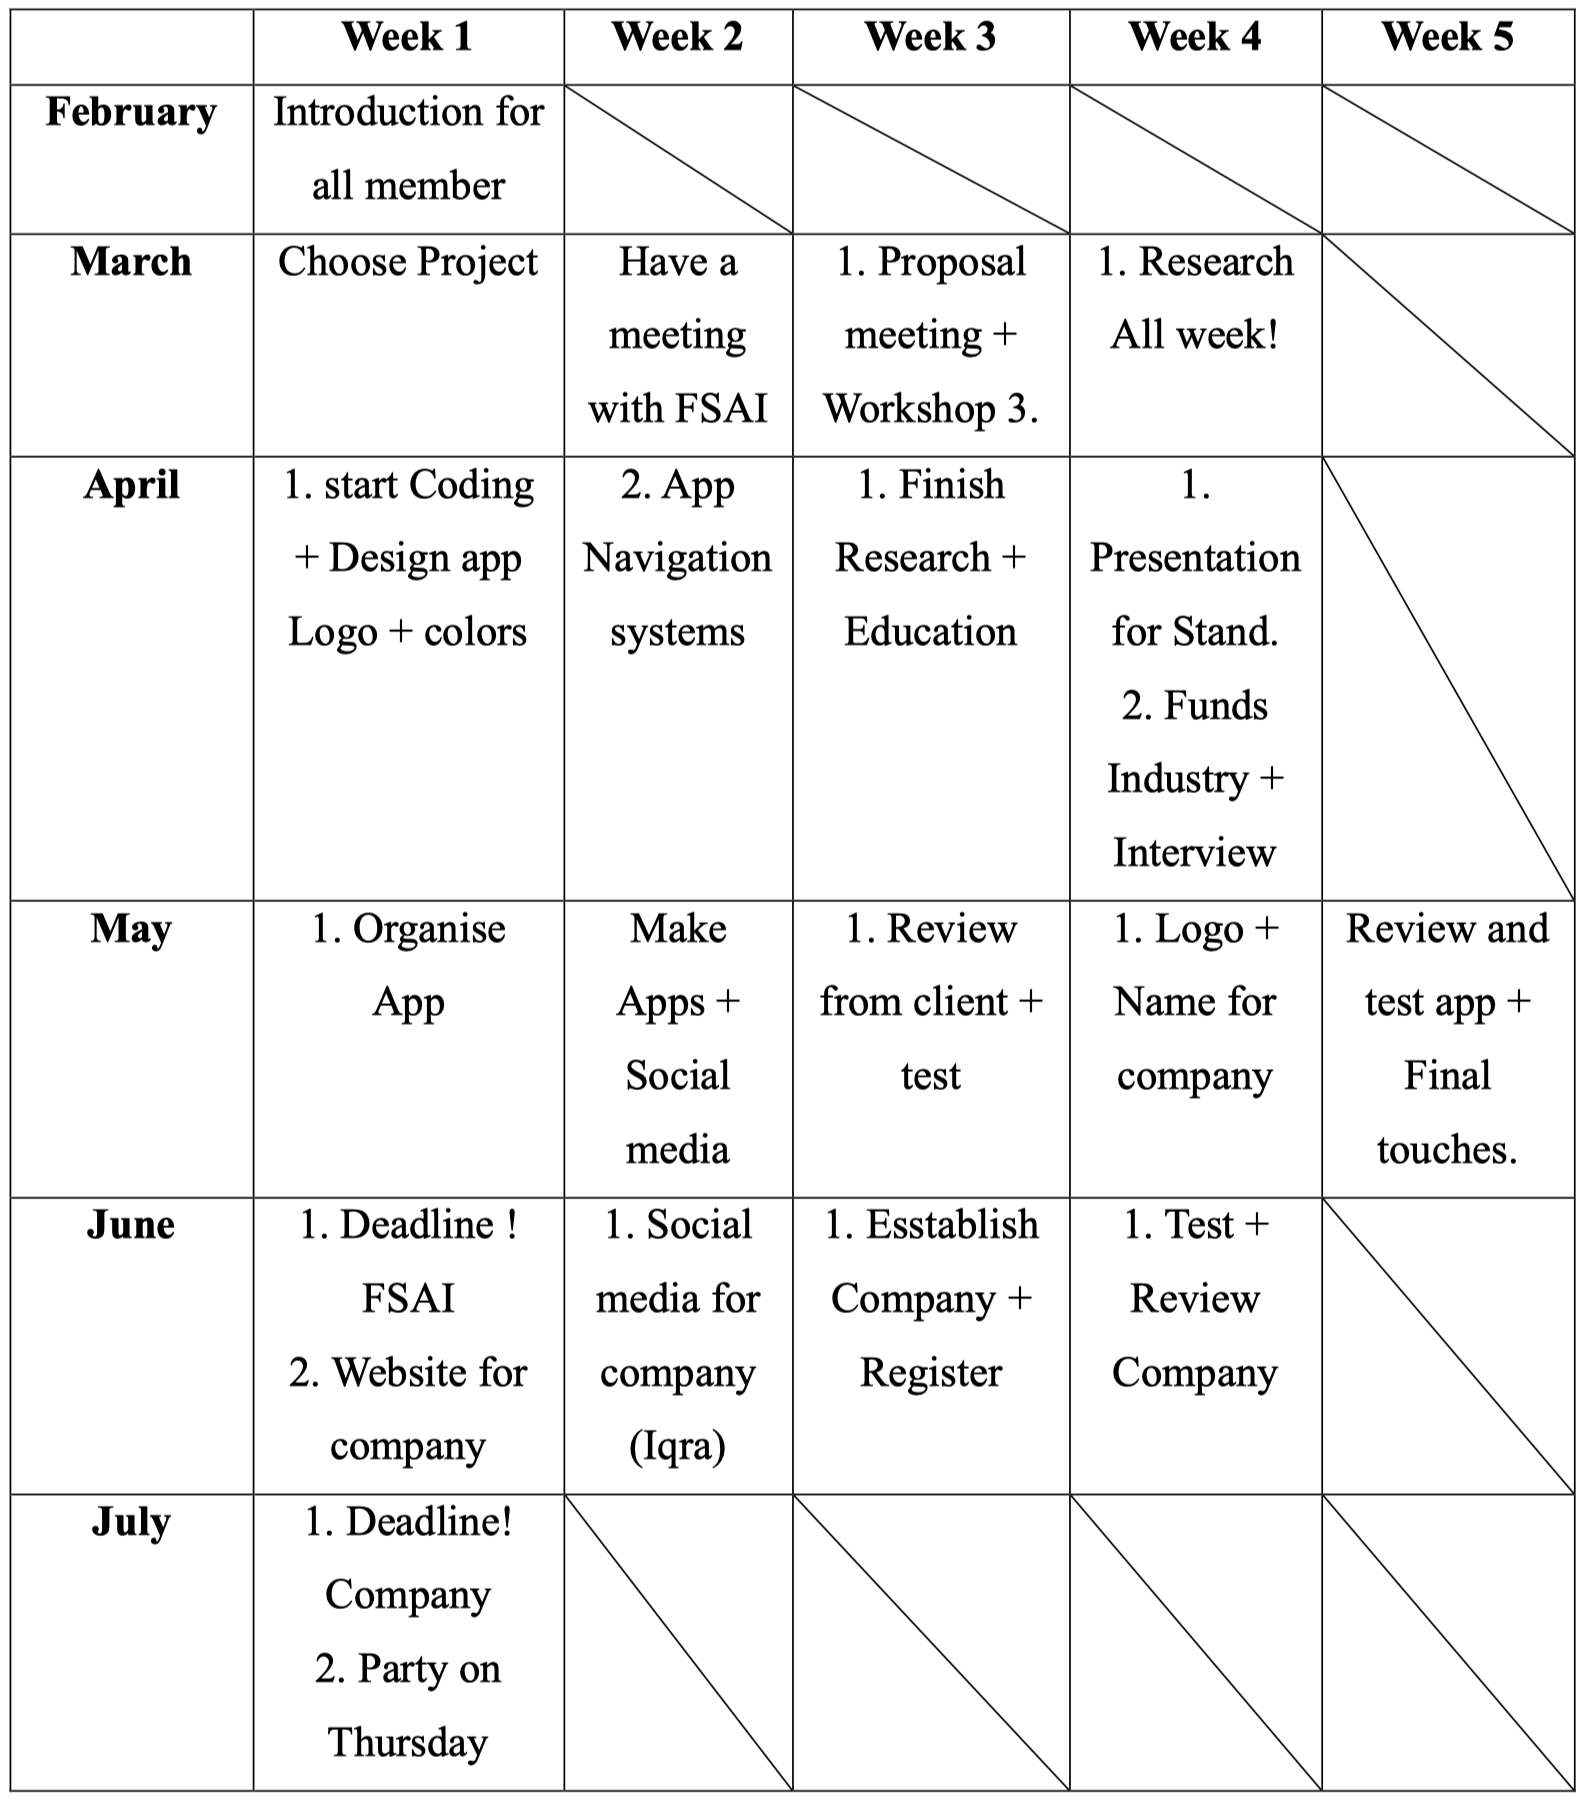 Week 1 Week 2 Week 3 Week 4 Week 5
February
Introduction for
all member
March
Choose Project
Have a
meeting
with FSAI
1. Proposal
meeting +
Workshop 3.
1. Research
All week!
April
1. start Coding
+ Design app
Logo + colors
2. App
Navigation
systems
1. Finish
Research +
Education
1.
Presentation
for Stand.
2. Funds
Industry +
Interview
May
1. Organise
App
Make
Apps +
Social
media
1. Review
from client +
test
1. Logo +
Name for
company
Review and
test app +
Final
touches.
June
1. Deadline !
FSAI
2. Website for
company
1. Social
media for
company
(Iqra)
1. Esstablish
Company +
Register
1. Test +
Review
Company
July
1. Deadline!
Company
2. Party on
Thursday